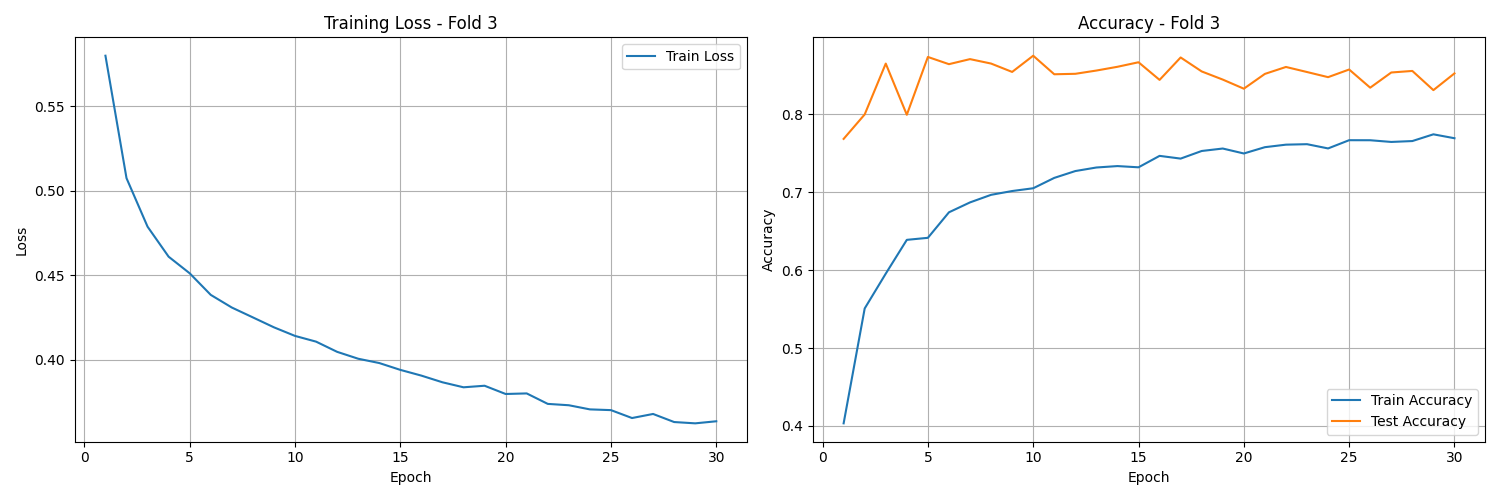 Training Loss - Fold 3
Train Loss
0.55
0.50
0.45
0.40
Loss
0 5 10 15 20 25 30
Epoch
Accuracy - Fold 3
0.8
0.7
0.6
0.5
0.4
Accuracy
Train Accuracy
Test Accuracy
0 5 10 15 20 25 30
Epoch